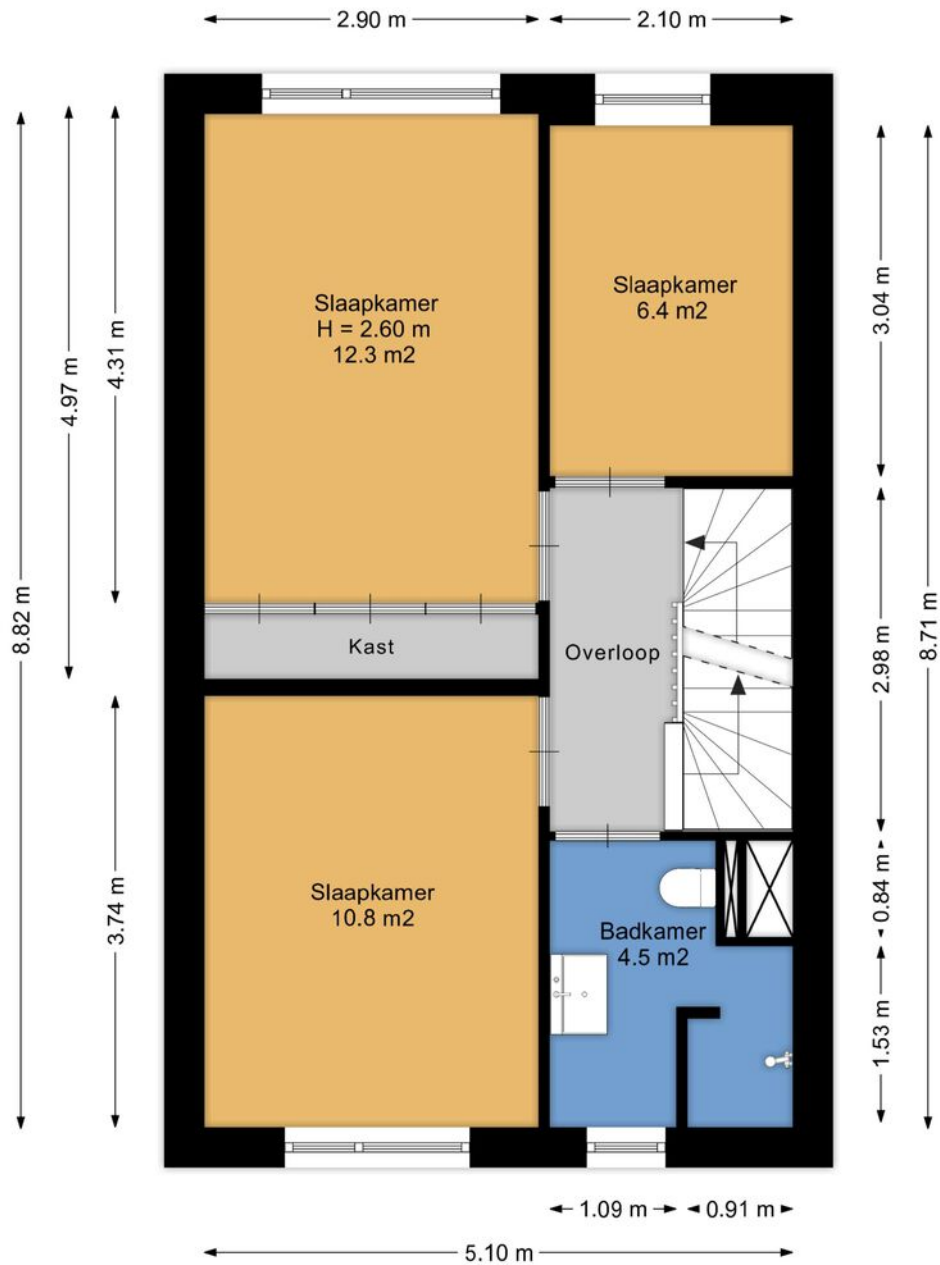 2.90 m
2.10 m
8.82 m
4.97 m
4.31 m
3.74 m
Slaapkamer
H = 2.60 m
12.3 m2
Slaapkamer
6.4 m2
Kast
Overloop
Slaapkamer
10.8 m2
Badkamer
4.5 m2
3.04 m
2.98 m
0.84 m
1.53 m
8.71 m
1.09 m
0.91 m
5.10 m